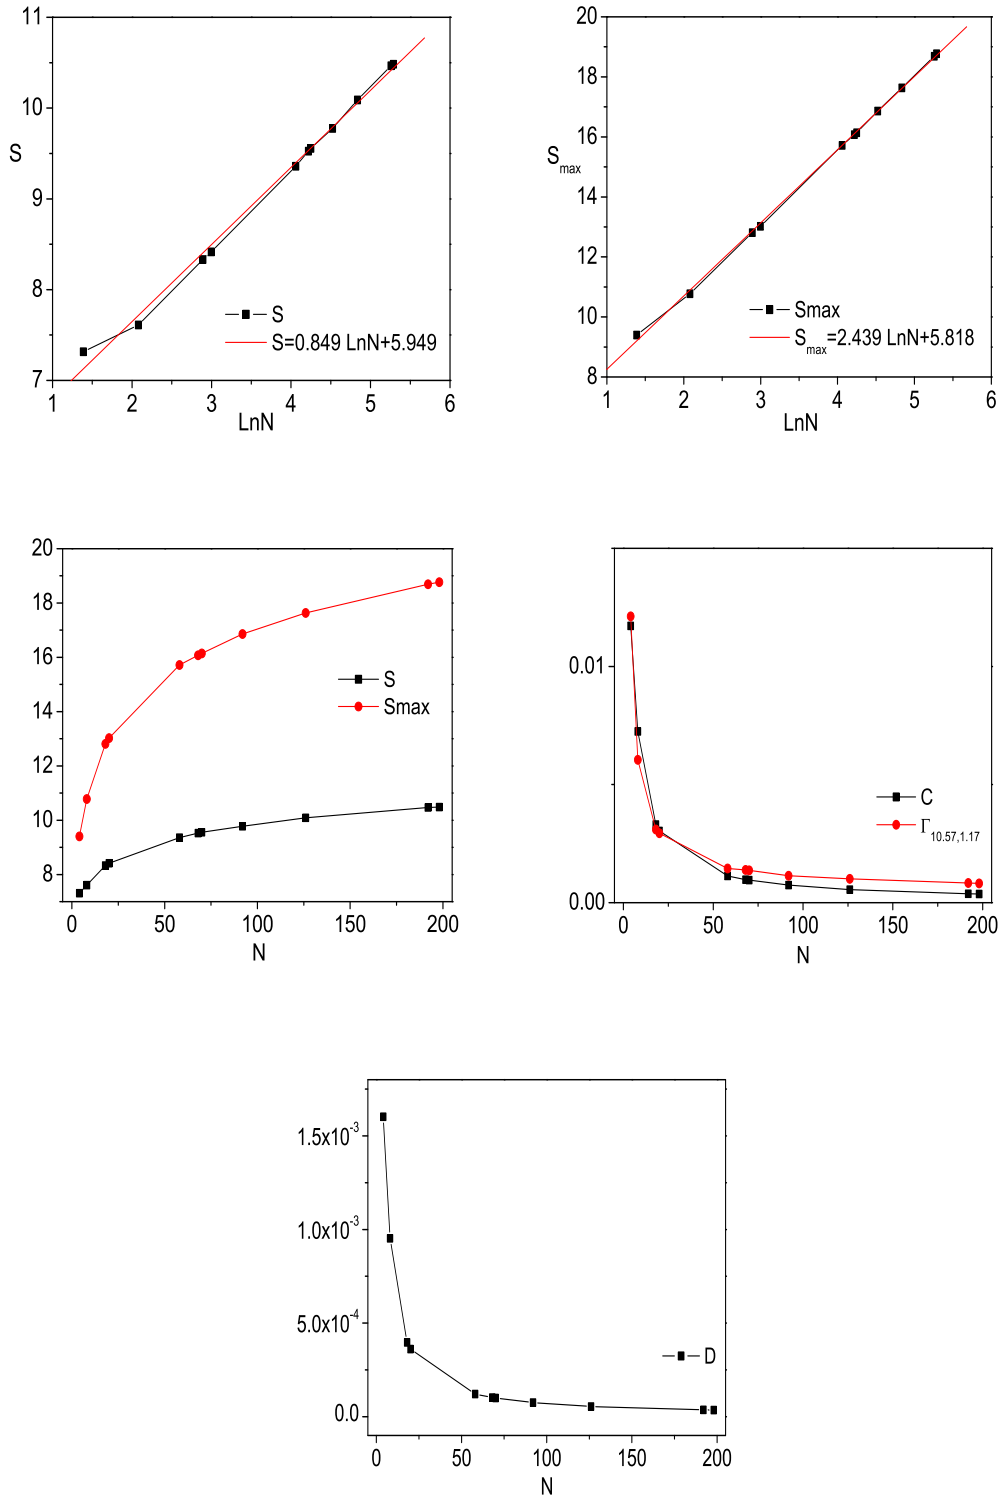 11
10
9
8
7
S
1 2 3 4 5 6
LnN
S
S=0.849 LnN+5.949
20
18
16
14
12
10
8
Smax
1 2 3 4 5 6
LnN
Smax
Smax=2.439 LnN+5.818
20
18
16
14
12
10
8
0 50 100 150 200
N
S
Smax
0.01
0.00
0 50 100 150 200
N
C
Γ10.57,1.17
1.5x10-3
1.0x10-3
5.0x10-4
0.0
0 50 100 150 200
N
D